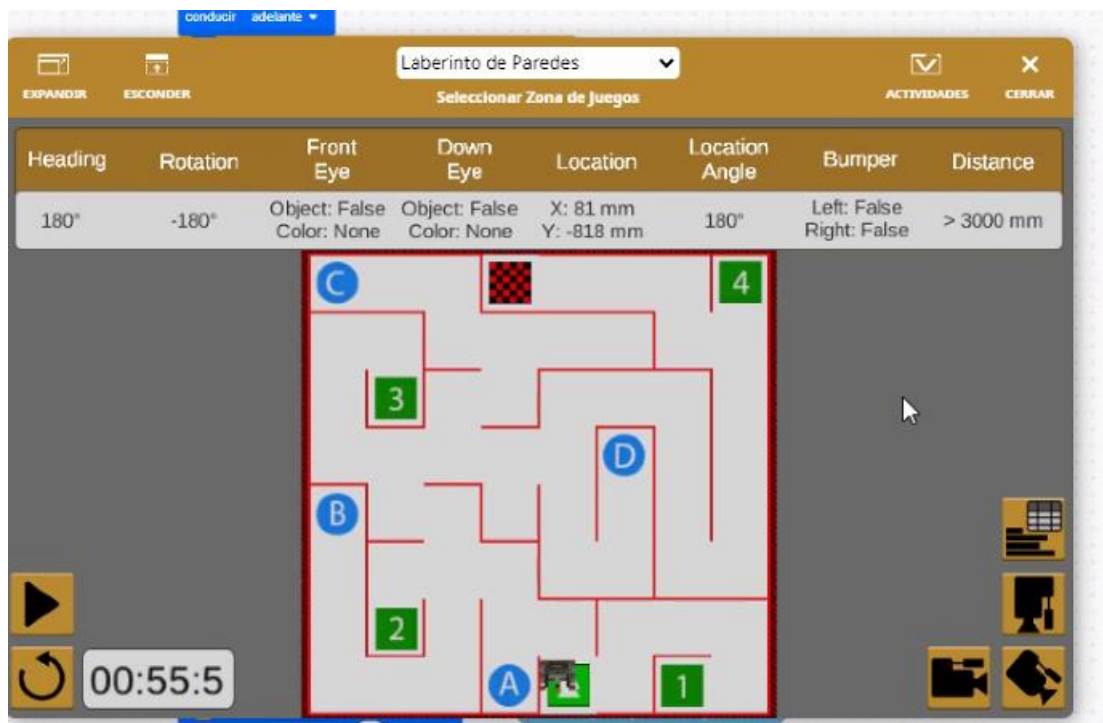 conducir adelante
Laberinto de Paredes
EXPANDIR ESCONDER Seleccionar Zona de Juegos ACTIVIDADES CERRAR
Heading Rotation Front Eye Down Eye Location Location Angle Bumper Distance
180° -180° Object: False Object: False X: 81 mm 180° Left: False > 3000 mm
Color: None Color: None Y: -818 mm Right: False
C 4
3
D
B
2
A 1
00:55:5